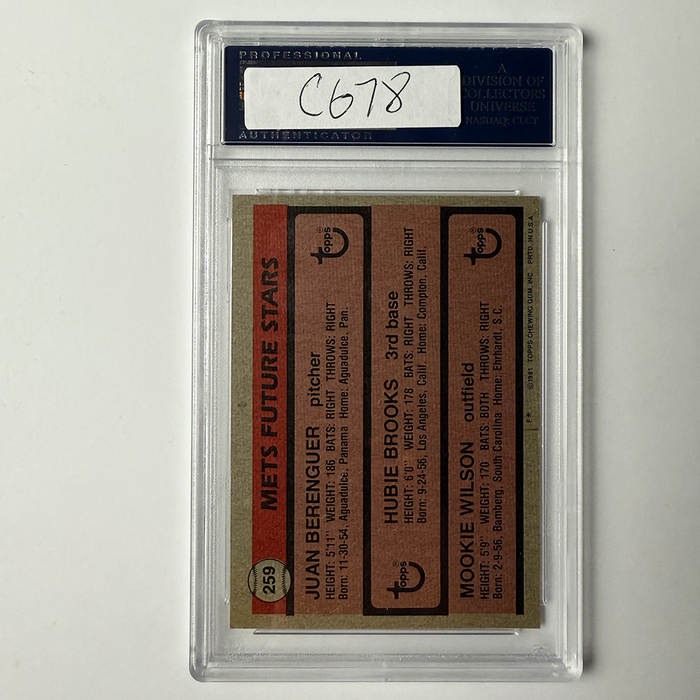 PROFESSIONAL
C678
AUTHENTICATOR
A
DIVISION OF
COLLECTORS
UNIVERSE
NASDAQ: CLCT
259
METS FUTURE STARS
JUAN BERENGUER pitcher
HEIGHT: 5'11" WEIGHT: 186 BATS: RIGHT THROWS: RIGHT
Born: 11-30-54, Aguadulce, Panama Home: Aguadulce, Pan.
Topps®
Topps®
HUBIE BROOKS 3rd base
HEIGHT: 6'0" WEIGHT: 178 BATS: RIGHT THROWS: RIGHT
Born: 9-24-56, Los Angeles, Calif. Home: Compton, Calif.
MOOKIE WILSON outfield
HEIGHT: 5'9" WEIGHT: 170 BATS: BOTH THROWS: RIGHT
Born: 2-9-56, Bamberg, South Carolina Home: Ehrhardt, S.C.
Topps®
F* ©1981 TOPPS CHEWING GUM, INC. PRTD. IN U.S.A.